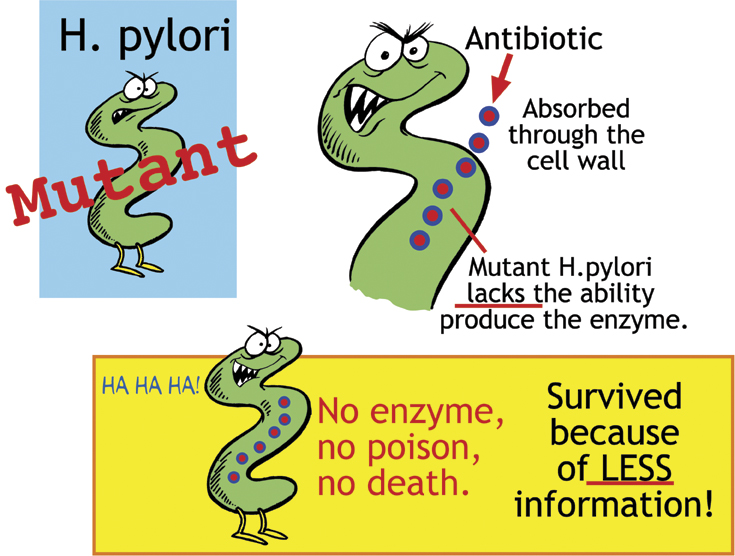 H. pylori
Mutant
Antibiotic
Absorbed
through the
cell wall
Mutant H.pylori
lacks the ability
produce the enzyme.
HA HA HA!
No enzyme,
no poison,
no death.
Survived
because
of LESS
information!